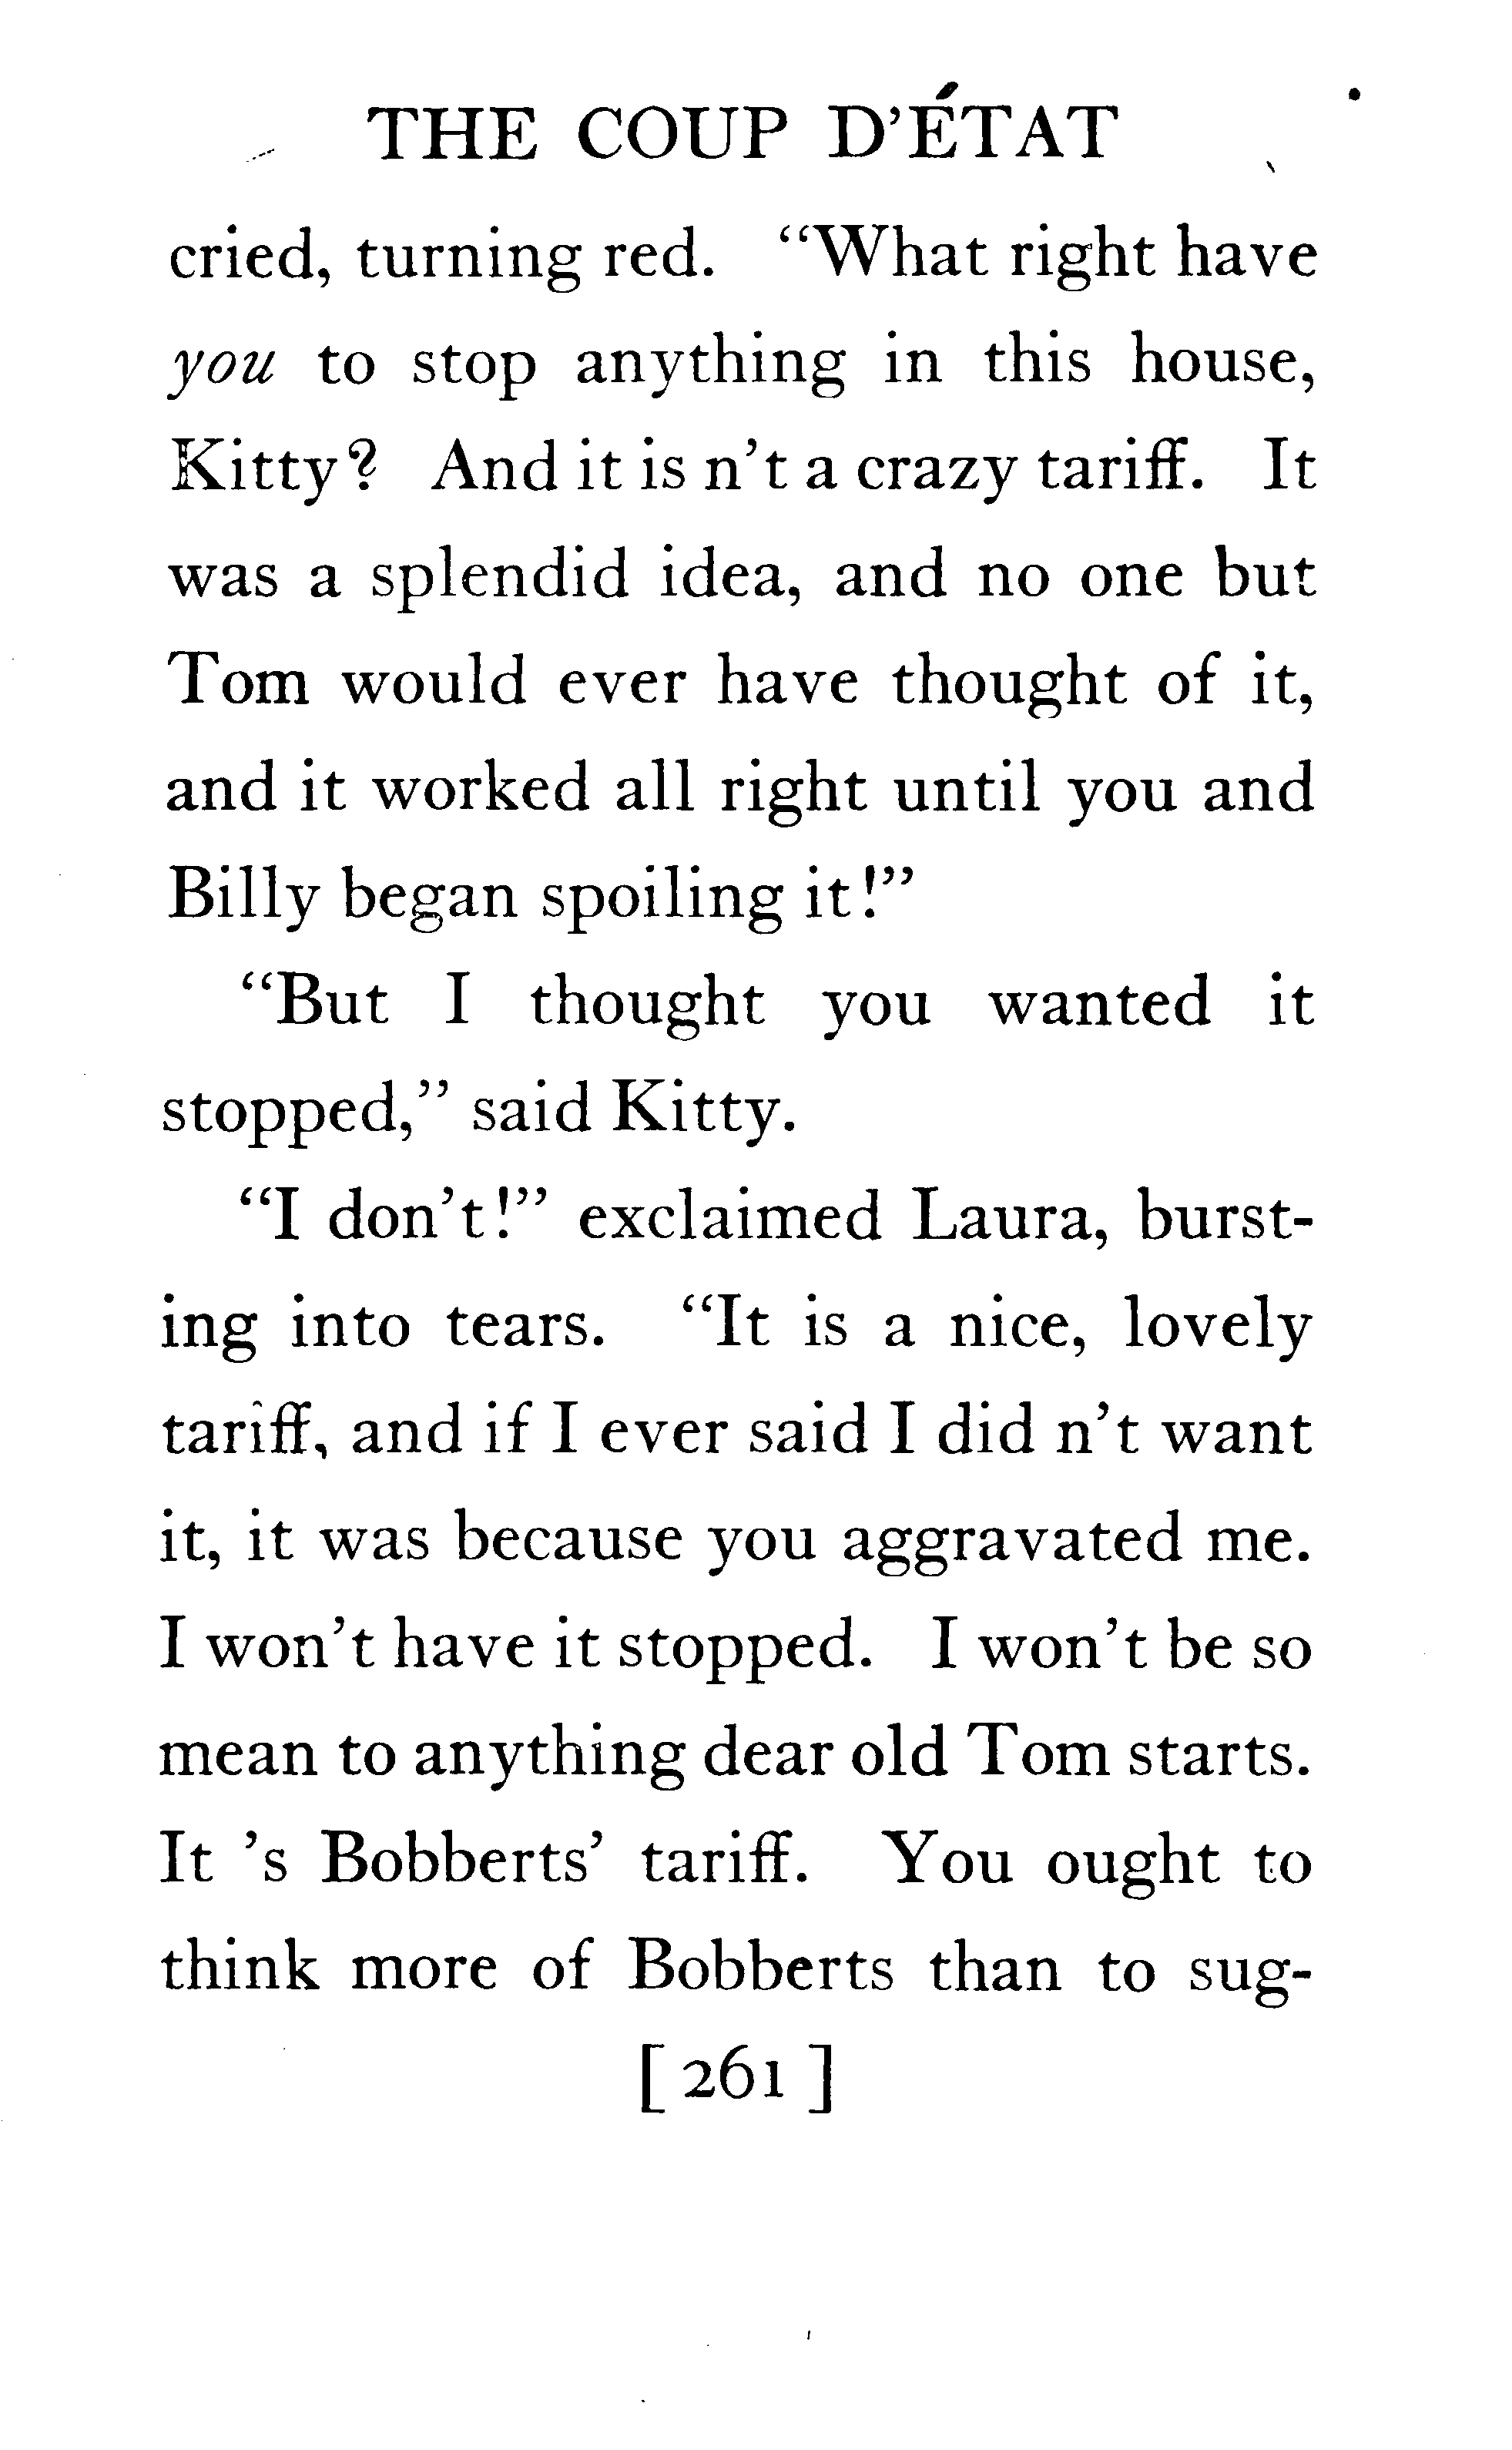 THE COUP D'ÉTAT
cried, turning red. “What right have
you to stop anything in this house,
Kitty? And it is n't a crazy tariff. It
was a splendid idea, and no one but
Tom would ever have thought of it,
and it worked all right until you and
Billy began spoiling it!”
“But I thought you wanted it
stopped,” said Kitty.
“I don't!” exclaimed Laura, burst-
ing into tears. “It is a nice, lovely
tariff, and if I ever said I did n't want
it, it was because you aggravated me.
I won't have it stopped. I won't be so
mean to anything dear old Tom starts.
It 's Bobberts' tariff. You ought to
think more of Bobberts than to sug-
[ 261 ]